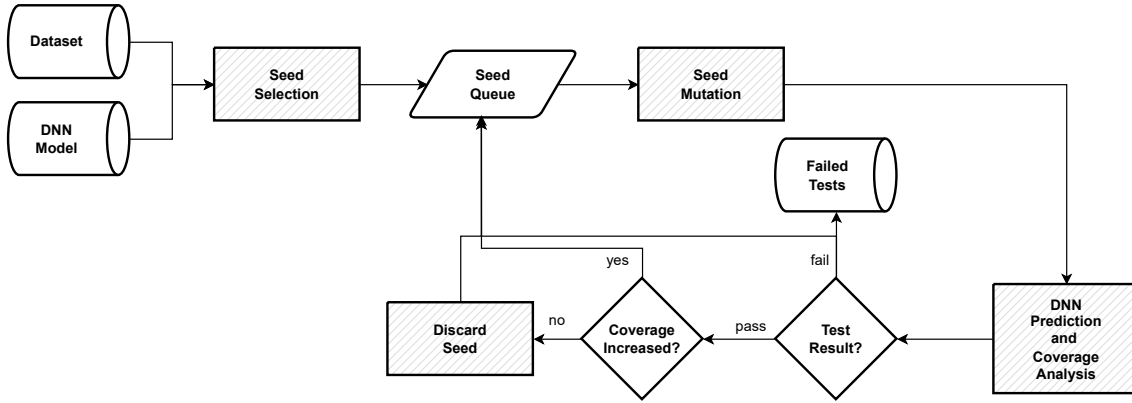 Dataset
DNN
Model
Seed
Selection
Seed
Queue
Seed
Mutation
Failed
Tests
yes
fail
Discard
Seed
no
Coverage
Increased?
pass
Test
Result?
DNN
Prediction
and
Coverage
Analysis